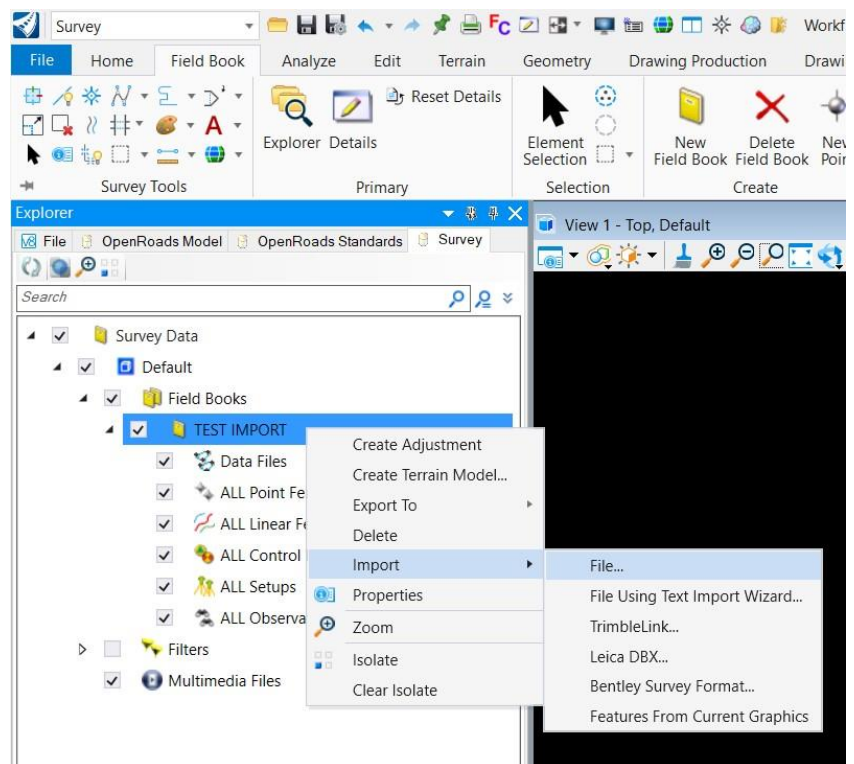 Survey
Fc
Workf
File Home Field Book Analyze Edit Terrain Geometry Drawing Production Drawi
A
Reset Details
Explorer Details
Element Selection
New Field Book
Delete Field Book
New Poin
Survey Tools Primary Selection Create
Explorer
View 1 - Top, Default
File OpenRoads Model OpenRoads Standards Survey
Search
Survey Data
Default
Field Books
TEST IMPORT
Data Files
ALL Point Fe
ALL Linear Fe
ALL Control
ALL Setups
ALL Observa
Filters
Multimedia Files
Create Adjustment
Create Terrain Model...
Export To
Delete
Import
Properties
Zoom
Isolate
Clear Isolate
File...
File Using Text Import Wizard...
TrimbleLink...
Leica DBX...
Bentley Survey Format...
Features From Current Graphics